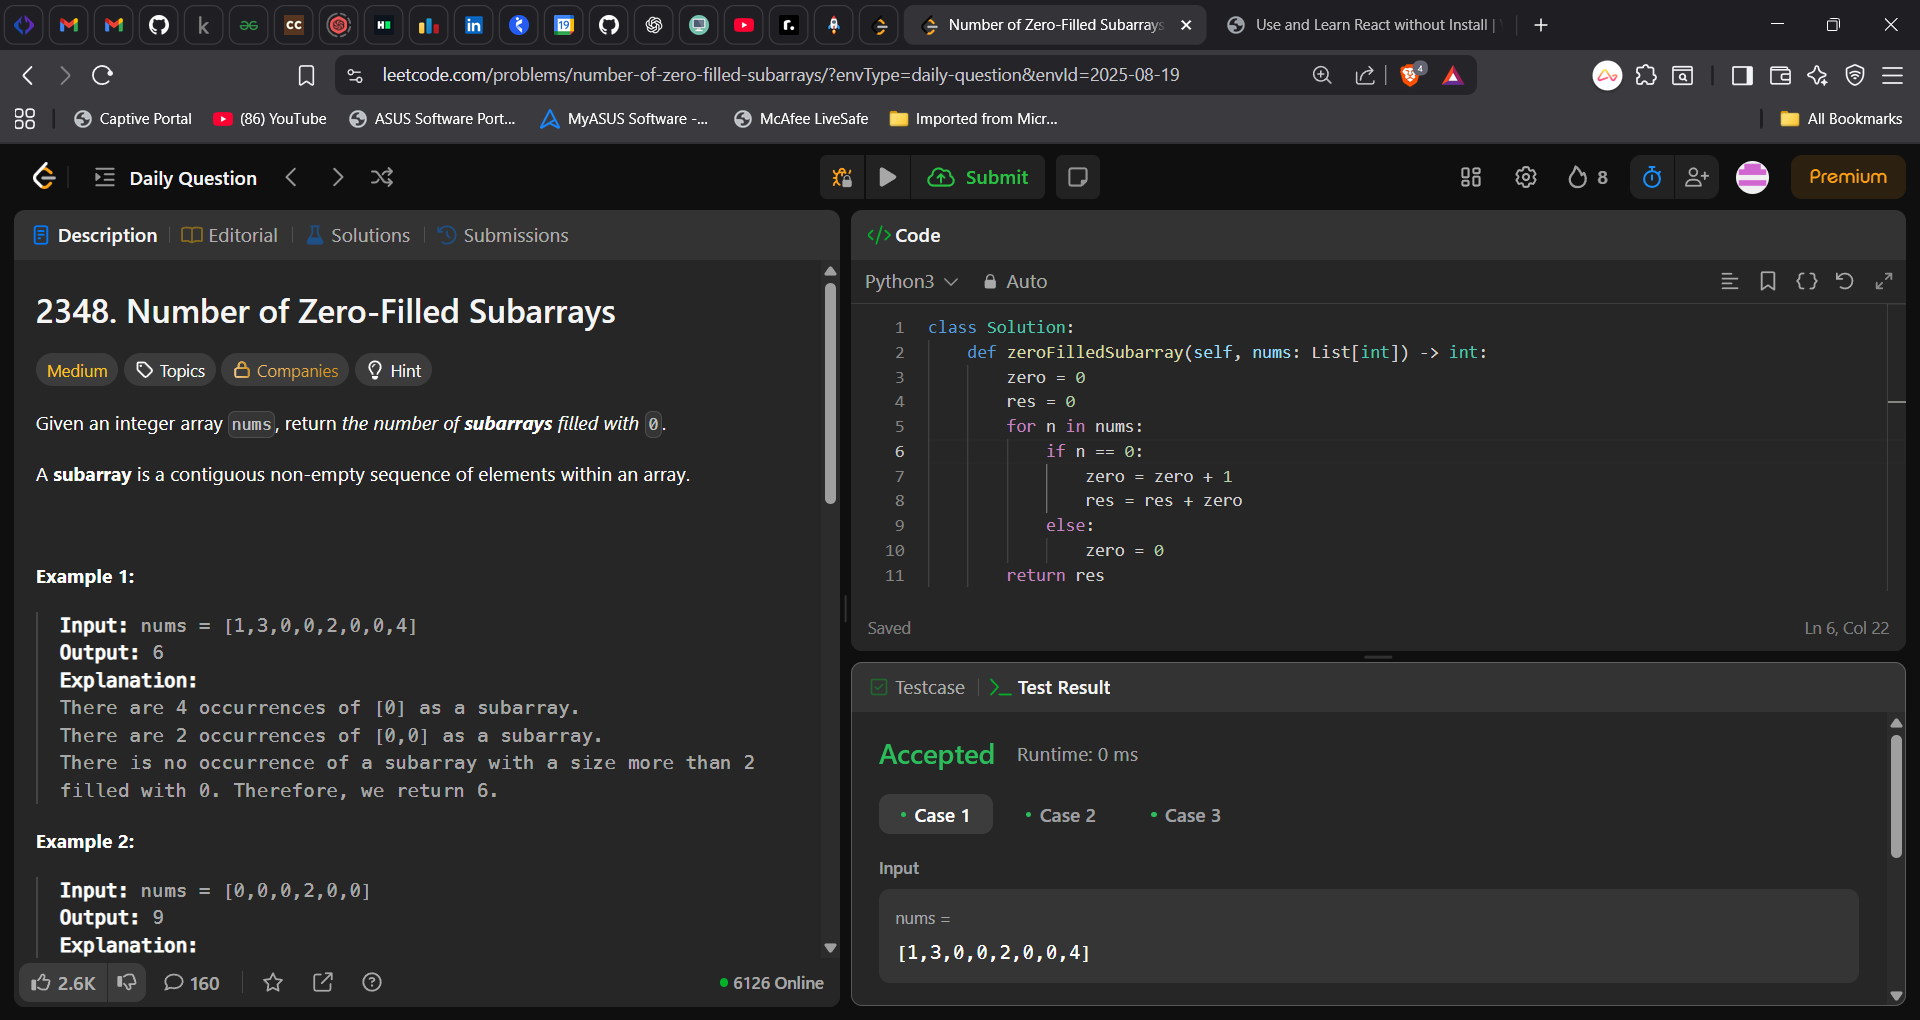 Number of Zero-Filled Subarrays
Use and Learn React without Install |
leetcode.com/problems/number-of-zero-filled-subarrays/?envType=daily-question&envId=2025-08-19
4
Captive Portal
(86) YouTube
ASUS Software Port...
MyASUS Software -...
McAfee LiveSafe
Imported from Micr...
All Bookmarks
Daily Question
Submit
8
Premium
Description
Editorial
Solutions
Submissions
2348. Number of Zero-Filled Subarrays
Medium
Topics
Companies
Hint
Given an integer array nums, return the number of subarrays filled with 0.
A subarray is a contiguous non-empty sequence of elements within an array.
Example 1:
Input: nums = [1,3,0,0,2,0,0,4]
Output: 6
Explanation:
There are 4 occurrences of [0] as a subarray.
There are 2 occurrences of [0,0] as a subarray.
There is no occurrence of a subarray with a size more than 2
filled with 0. Therefore, we return 6.
Example 2:
Input: nums = [0,0,0,2,0,0]
Output: 9
Explanation:
2.6K
160
6126 Online
</> Code
Python3
Auto
1 class Solution:
2 def zeroFilledSubarray(self, nums: List[int]) -> int:
3 zero = 0
4 res = 0
5 for n in nums:
6 if n == 0:
7 zero = zero + 1
8 res = res + zero
9 else:
10 zero = 0
11 return res
Saved
Ln 6, Col 22
Testcase
Test Result
Accepted
Runtime: 0 ms
Case 1
Case 2
Case 3
Input
nums =
[1,3,0,0,2,0,0,4]